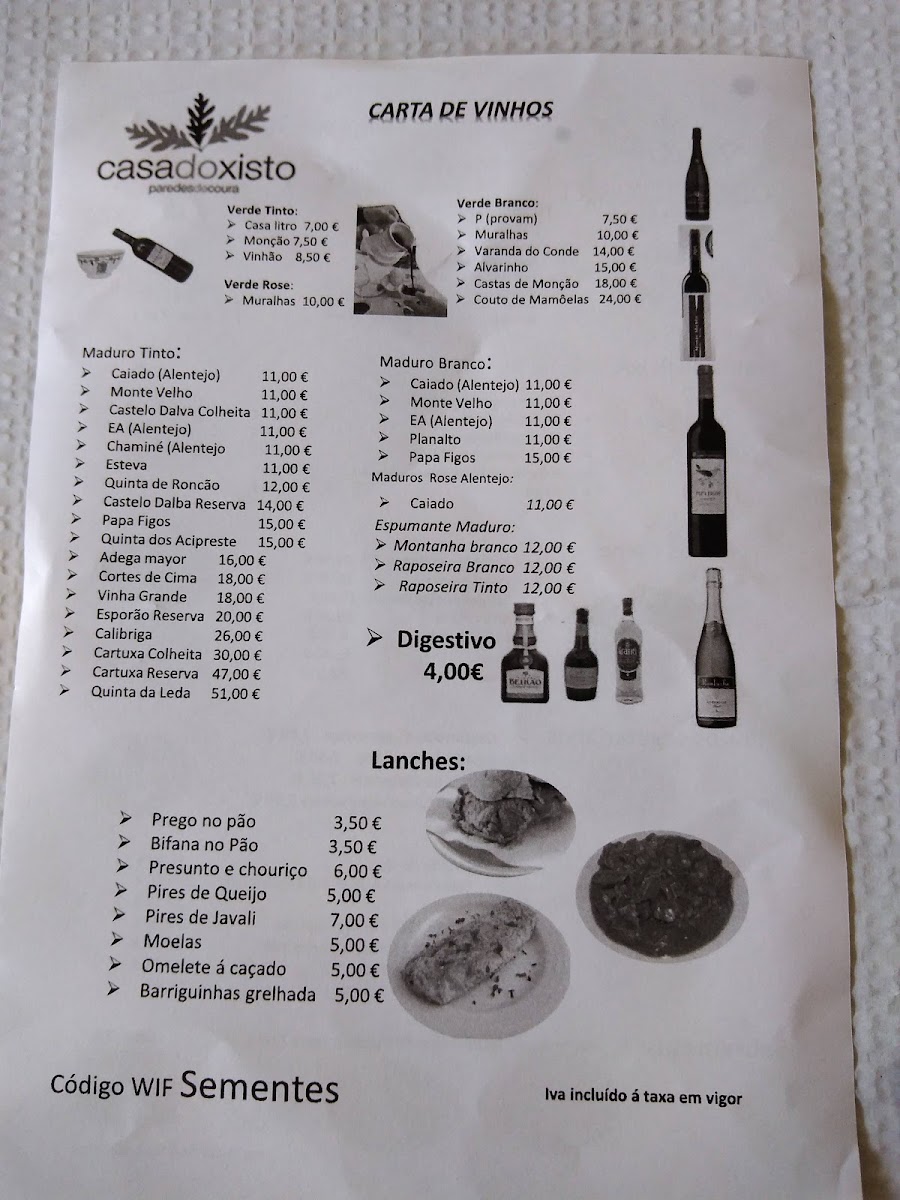 CARTA DE VINHOS
casadoxisto
paredesdecoura
Verde Tinto:
➢ Casa litro 7,00 €
➢ Monção 7,50 €
➢ Vinhão 8,50 €
Verde Rose:
➢ Muralhas 10,00 €
Verde Branco:
➢ P (provam) 7,50 €
➢ Muralhas 10,00 €
➢ Varanda do Conde 14,00 €
➢ Alvarinho 15,00 €
➢ Castas de Monção 18,00 €
➢ Couto de Mamôelas 24,00 €
Maduro Tinto:
➢ Caiado (Alentejo) 11,00 €
➢ Monte Velho 11,00 €
➢ Castelo Dalva Colheita 11,00 €
➢ EA (Alentejo) 11,00 €
➢ Chaminé (Alentejo 11,00 €
➢ Esteva 11,00 €
➢ Quinta de Roncão 12,00 €
➢ Castelo Dalba Reserva 14,00 €
➢ Papa Figos 15,00 €
➢ Quinta dos Acipreste 15,00 €
➢ Adega mayor 16,00 €
➢ Cortes de Cima 18,00 €
➢ Vinha Grande 18,00 €
➢ Esporão Reserva 20,00 €
➢ Calibriga 26,00 €
➢ Cartuxa Colheita 30,00 €
➢ Cartuxa Reserva 47,00 €
➢ Quinta da Leda 51,00 €
Maduro Branco:
➢ Caiado (Alentejo) 11,00 €
➢ Monte Velho 11,00 €
➢ EA (Alentejo) 11,00 €
➢ Planalto 11,00 €
➢ Papa Figos 15,00 €
Maduros Rose Alentejo:
➢ Caiado 11,00 €
Espumante Maduro:
➢ Montanha branco 12,00 €
➢ Raposeira Branco 12,00 €
➢ Raposeira Tinto 12,00 €
➢ Digestivo
4,00€
BEIRÃO
Lanches:
➢ Prego no pão 3,50 €
➢ Bifana no Pão 3,50 €
➢ Presunto e chouriço 6,00 €
➢ Pires de Queijo 5,00 €
➢ Pires de Javali 7,00 €
➢ Moelas 5,00 €
➢ Omelete á caçado 5,00 €
➢ Barriguinhas grelhada 5,00 €
Código WIF Sementes
Iva incluído á taxa em vigor